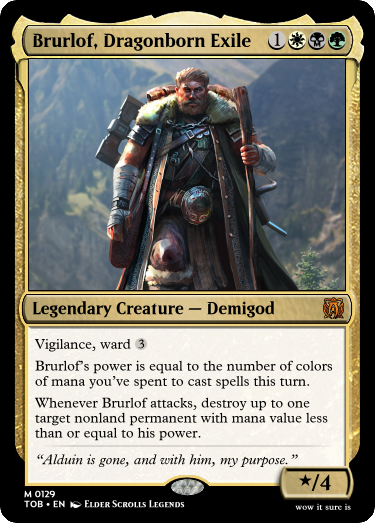 Brurlof, Dragonborn Exile 1
Legendary Creature — Demigod
Vigilance, ward 3
Brurlof’s power is equal to the number of colors
of mana you’ve spent to cast spells this turn.
Whenever Brurlof attacks, destroy up to one
target nonland permanent with mana value less
than or equal to his power.
“Alduin is gone, and with him, my purpose.”
★/4
M 0129
TOB • EN Elder Scrolls Legends
wow it sure is